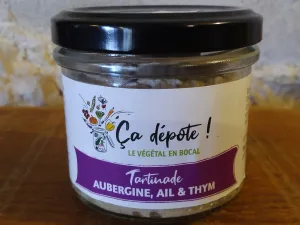 Ça dépote !
LE VÉGÉTAL EN BOCAL
Tartinade
AUBERGINE, AIL & THYM